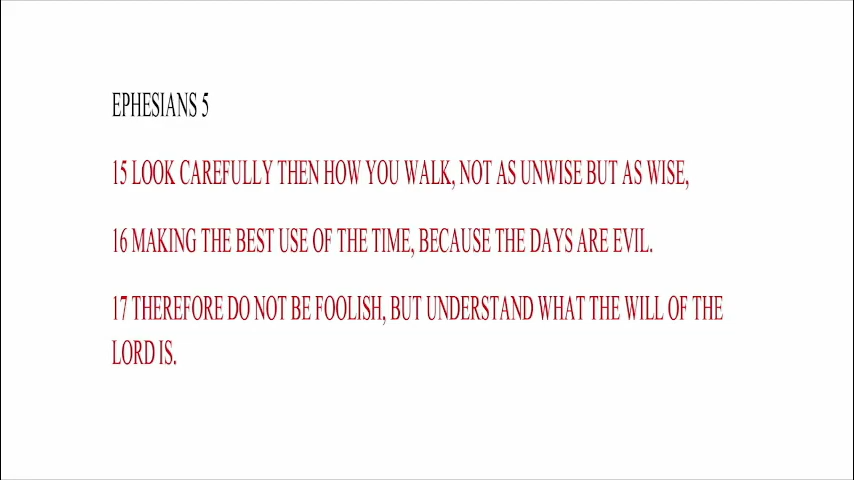 EPHESIANS 5
15 LOOK CAREFULLY THEN HOW YOU WALK, NOT AS UNWISE BUT AS WISE,
16 MAKING THE BEST USE OF THE TIME, BECAUSE THE DAYS ARE EVIL.
17 THEREFORE DO NOT BE FOOLISH, BUT UNDERSTAND WHAT THE WILL OF THE
LORD IS.